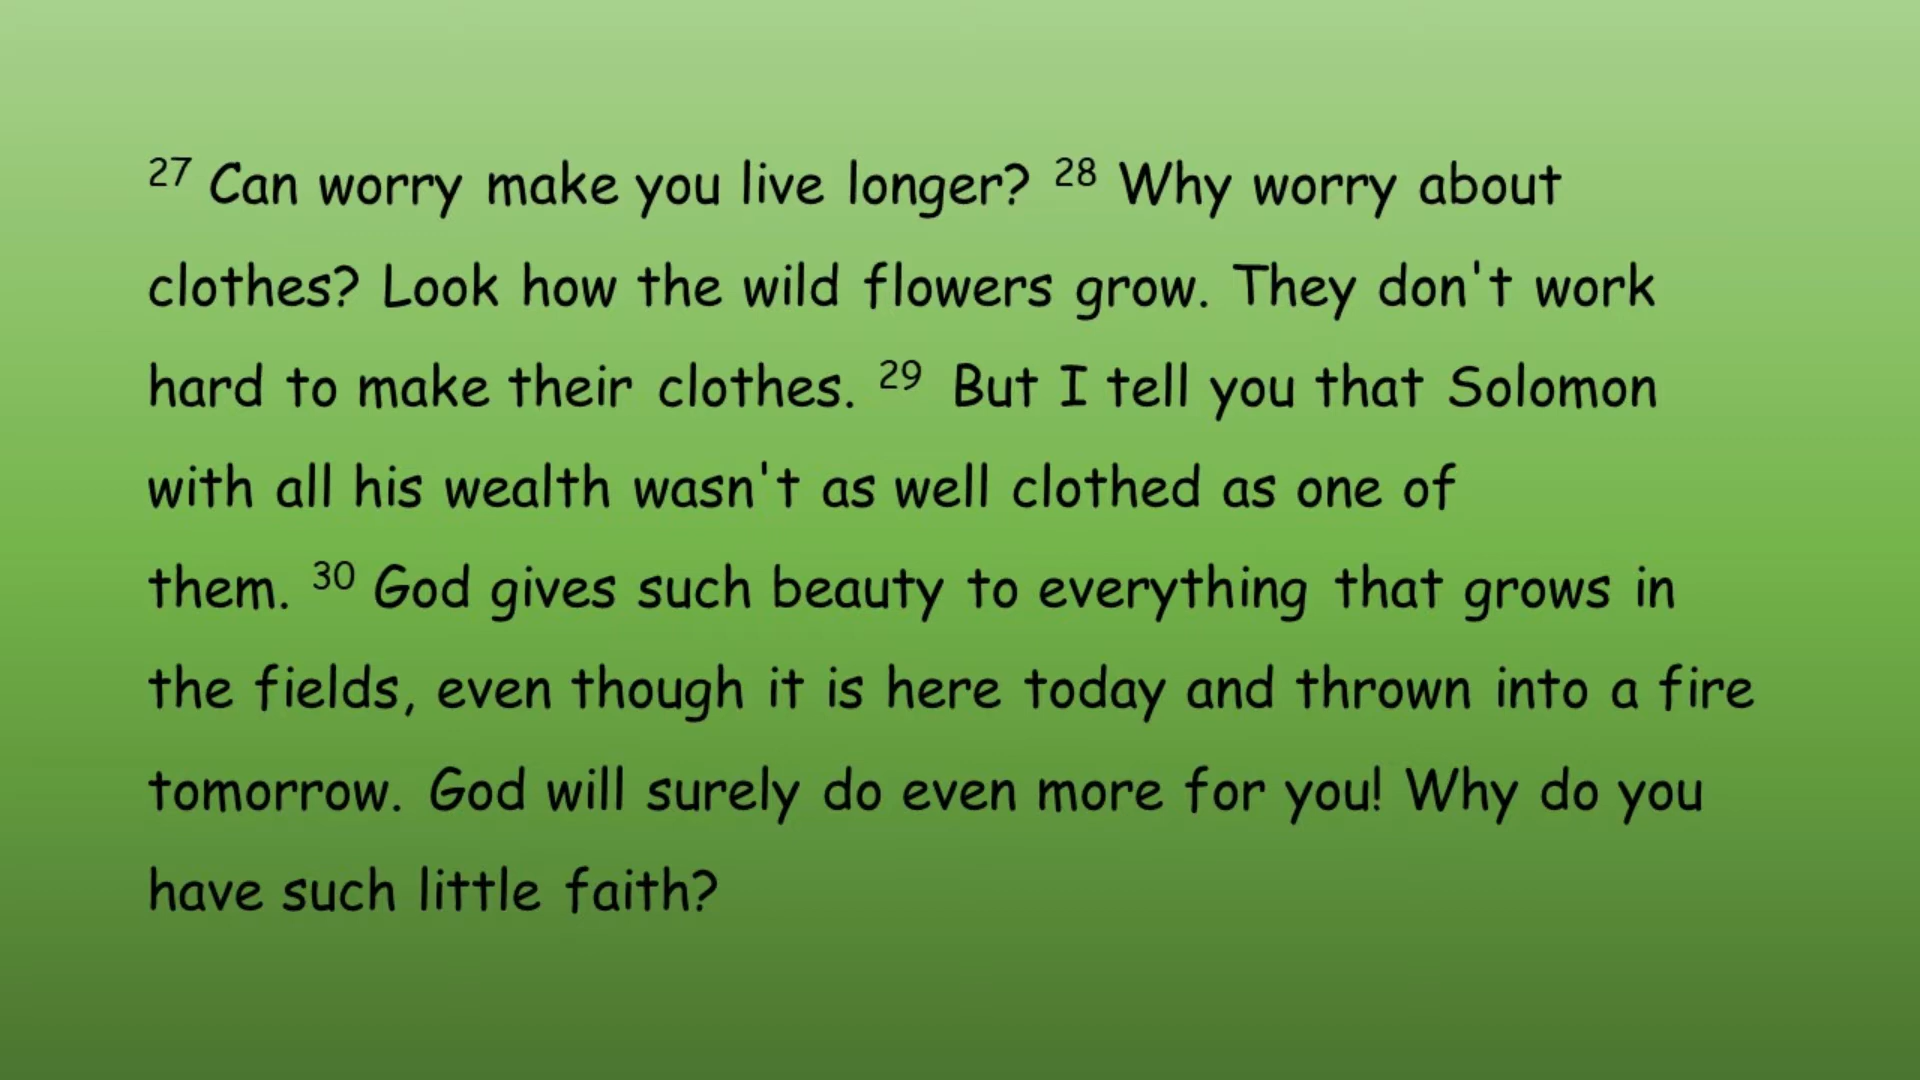 27 Can worry make you live longer? 28 Why worry about
clothes? Look how the wild flowers grow. They don't work
hard to make their clothes. 29 But I tell you that Solomon
with all his wealth wasn't as well clothed as one of
them. 30 God gives such beauty to everything that grows in
the fields, even though it is here today and thrown into a fire
tomorrow. God will surely do even more for you! Why do you
have such little faith?